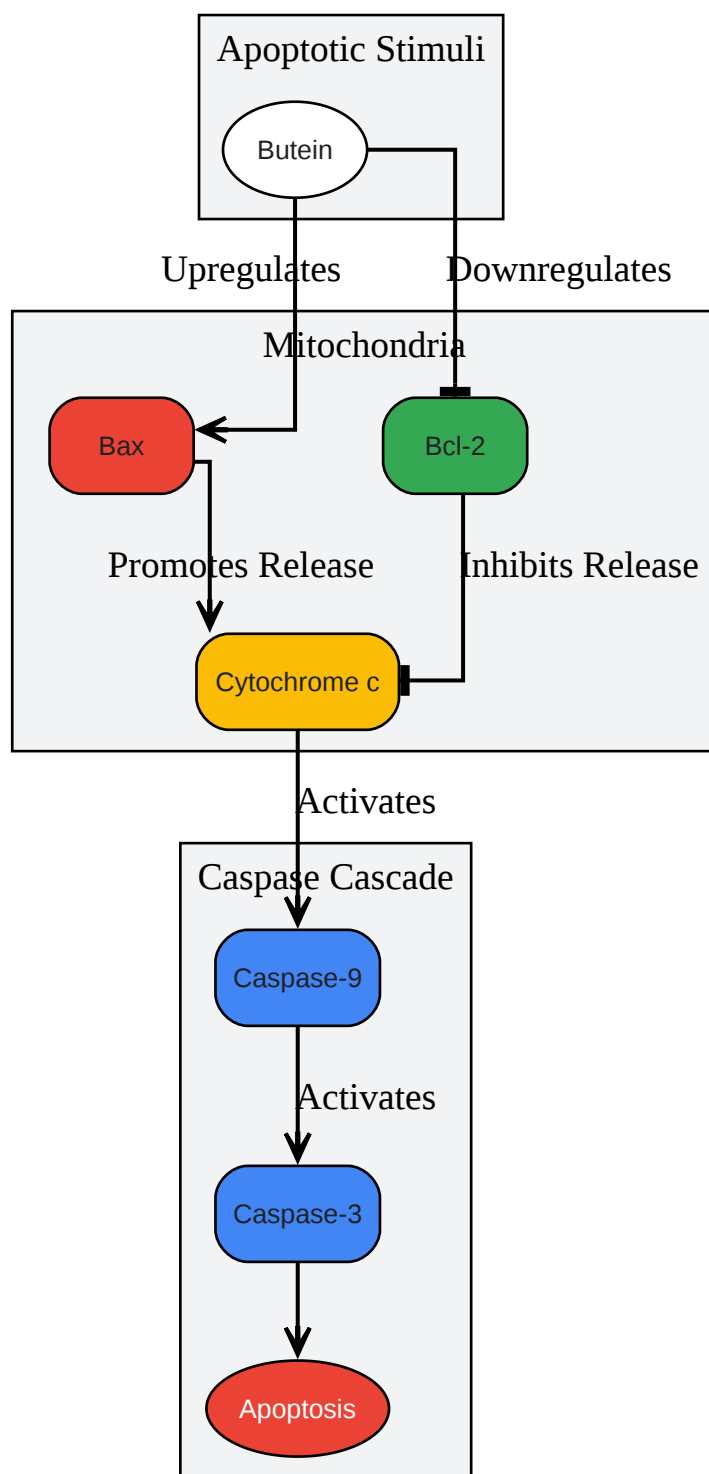 Apoptotic Stimuli
Butein
Upregulates
Downregulates
Mitochondria
Bax
Bcl-2
Promotes Release
Inhibits Release
Cytochrome c
Activates
Caspase Cascade
Caspase-9
Activates
Caspase-3
Apoptosis